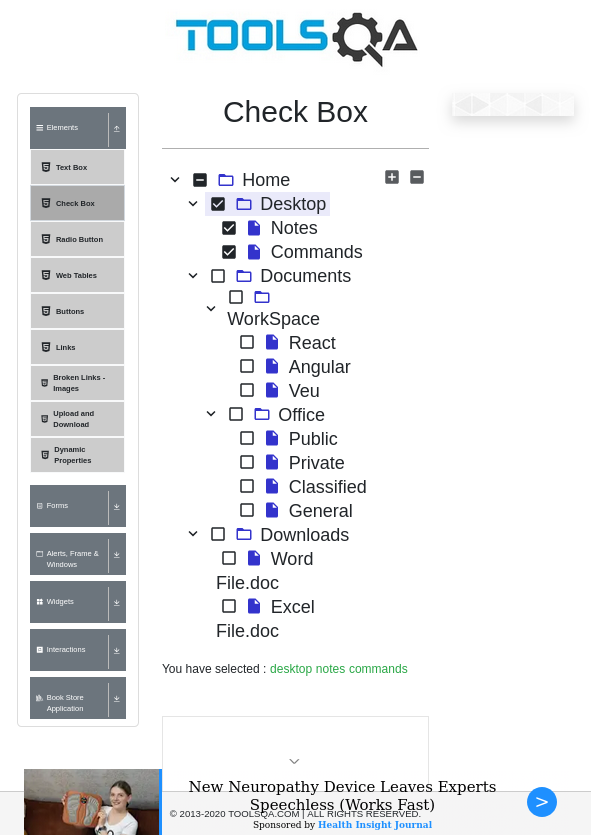 TOOLSQA
Check Box
Elements
Text Box
Check Box
Radio Button
Web Tables
Buttons
Links
Broken Links -
Images
Upload and
Download
Dynamic
Properties
Forms
Alerts, Frame &
Windows
Widgets
Interactions
Book Store
Application
Home
Desktop
Notes
Commands
Documents
WorkSpace
React
Angular
Veu
Office
Public
Private
Classified
General
Downloads
Word
File.doc
Excel
File.doc
You have selected : desktop notes commands
New Neuropathy Device Leaves Experts
Speechless (Works Fast)
© 2013-2020 TOOLSQA.COM | ALL RIGHTS RESERVED.
Sponsored by Health Insight Journal